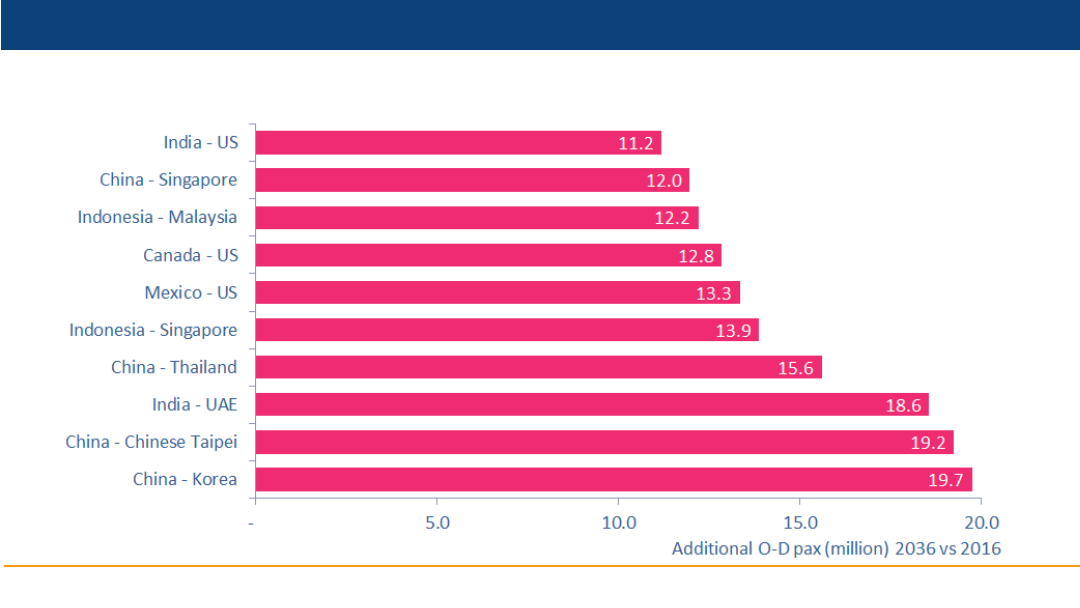 India - US 11.2
China - Singapore 12.0
Indonesia - Malaysia 12.2
Canada - US 12.8
Mexico - US 13.3
Indonesia - Singapore 13.9
China - Thailand 15.6
India - UAE 18.6
China - Chinese Taipei 19.2
China - Korea 19.7
- 5.0 10.0 15.0 20.0
Additional O-D pax (million) 2036 vs 2016